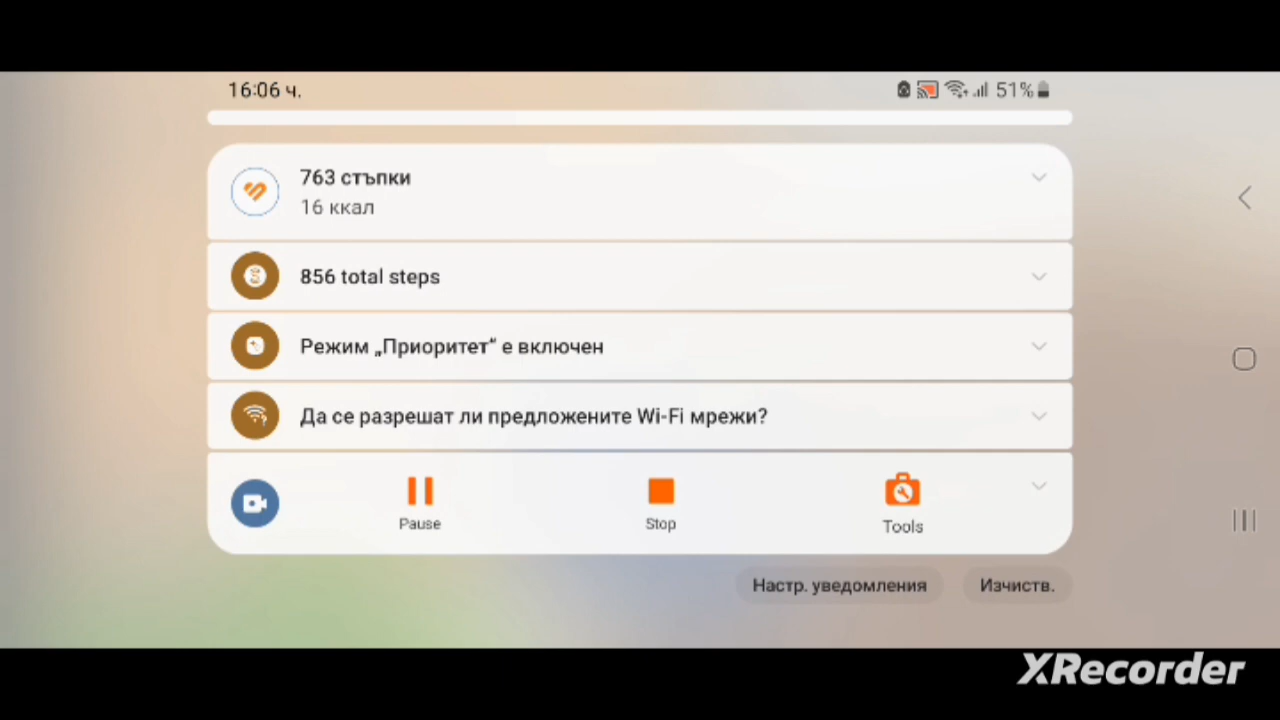 16:06 ч.
51%
763 стъпки
16 ккал
856 total steps
Режим „Приоритет“ е включен
Да се разрешат ли предложените Wi-Fi мрежи?
Pause
Stop
Tools
Настр. уведомления
Изчиств.
XRecorder